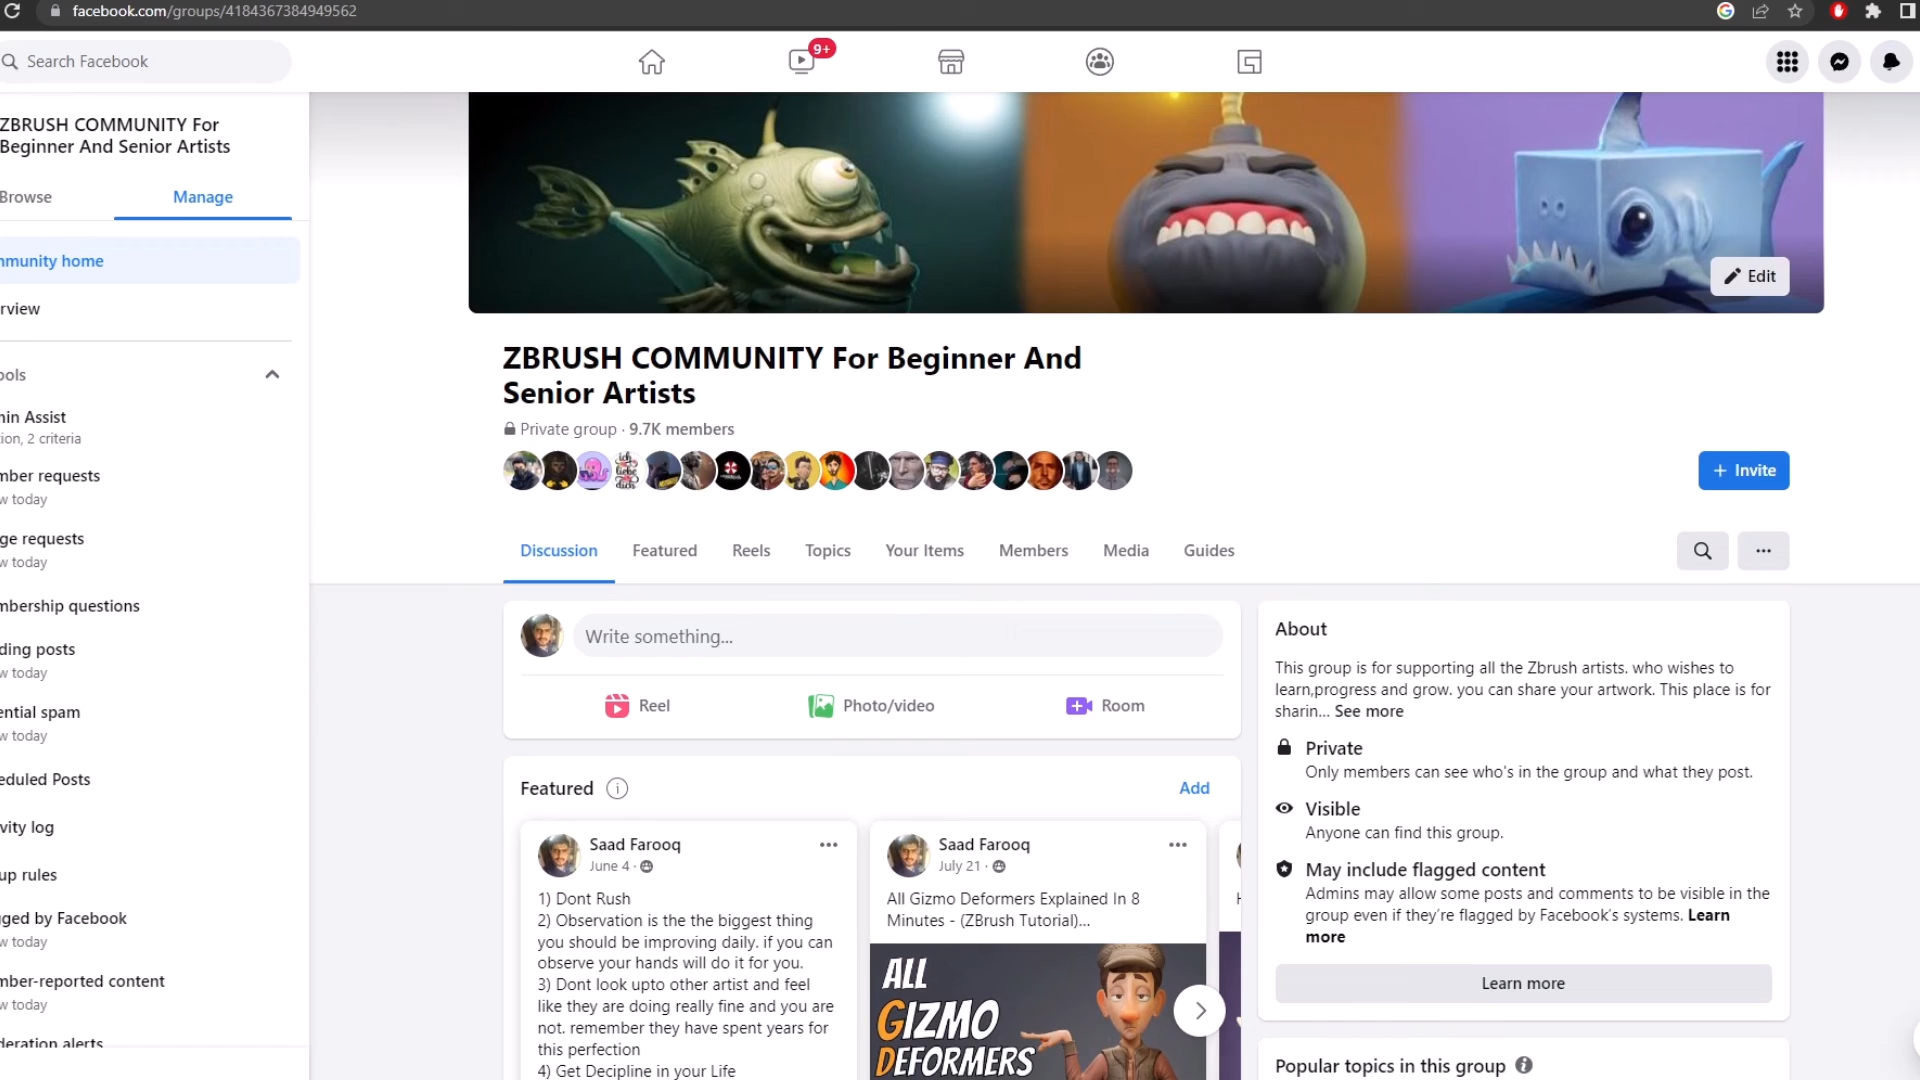 facebook.com/groups/4184367384949562
Search Facebook
9+
ZBRUSH COMMUNITY For
Beginner And Senior Artists
Browse
Manage
mmunity home
rview
ools
min Assist
ion, 2 criteria
mber requests
w today
ge requests
w today
mbership questions
ding posts
w today
ential spam
w today
eduled Posts
vity log
up rules
gged by Facebook
w today
mber-reported content
w today
deration alerts
Edit
ZBRUSH COMMUNITY For Beginner And
Senior Artists
Private group · 9.7K members
ich
liebe
dich
+ Invite
Discussion
Featured
Reels
Topics
Your Items
Members
Media
Guides
Write something...
Reel
Photo/video
Room
Featured
Add
Saad Farooq
June 4 ·
1) Dont Rush
2) Observation is the the biggest thing
you should be improving daily. if you can
observe your hands will do it for you.
3) Dont look upto other artist and feel
like they are doing really fine and you are
not. remember they have spent years for
this perfection
4) Get Decipline in your Life
Saad Farooq
July 21 ·
All Gizmo Deformers Explained In 8
Minutes - (ZBrush Tutorial)...
ALL
GIZMO
DEFORMERS
About
This group is for supporting all the Zbrush artists. who wishes to
learn,progress and grow. you can share your artwork. This place is for
sharin... See more
Private
Only members can see who's in the group and what they post.
Visible
Anyone can find this group.
May include flagged content
Admins may allow some posts and comments to be visible in the
group even if they're flagged by Facebook's systems. Learn
more
Learn more
Popular topics in this group